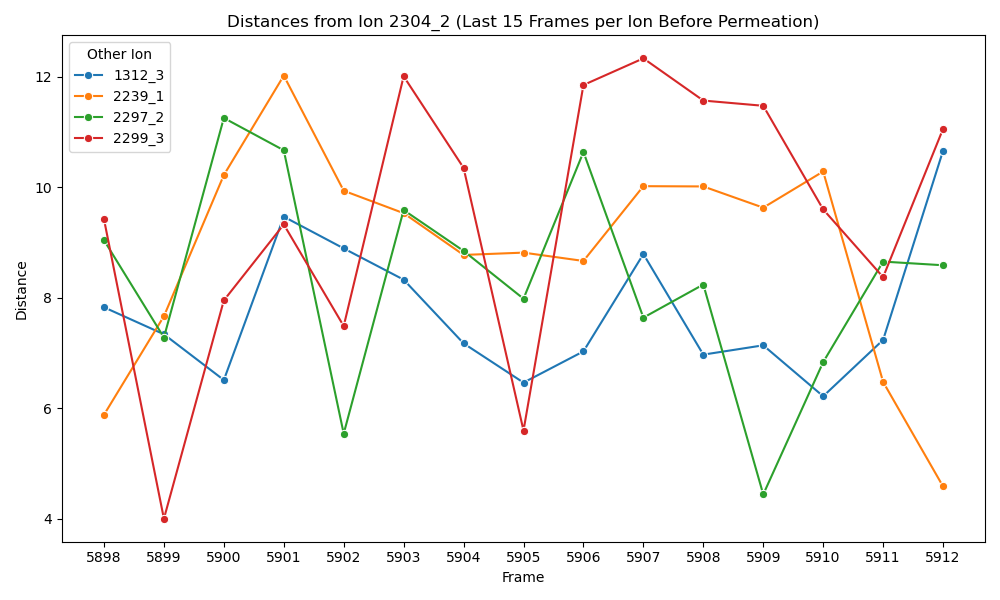 Distances from Ion 2304_2 (Last 15 Frames per Ion Before Permeation)
Other Ion
1312_3
2239_1
2297_2
2299_3
Distance
12
10
8
6
4
5898 5899 5900 5901 5902 5903 5904 5905 5906 5907 5908 5909 5910 5911 5912
Frame